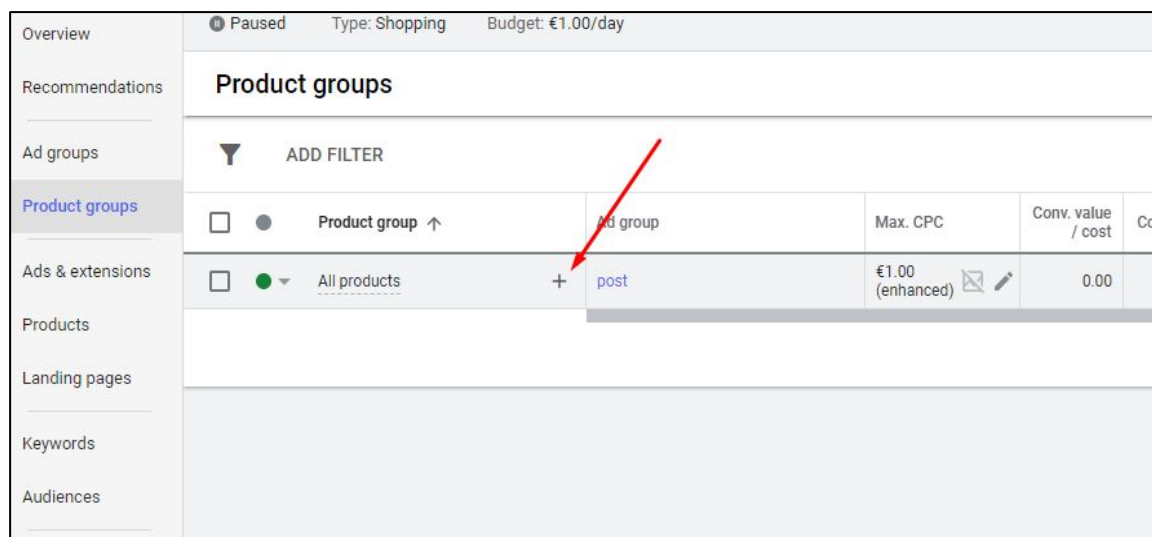 Overview
Recommendations
Ad groups
Product groups
Ads & extensions
Products
Landing pages
Keywords
Audiences
Paused Type: Shopping Budget: €1.00/day
Product groups
ADD FILTER
Product group Ad group Max. CPC Conv. value
/ cost
All products post €1.00
(enhanced) 0.00